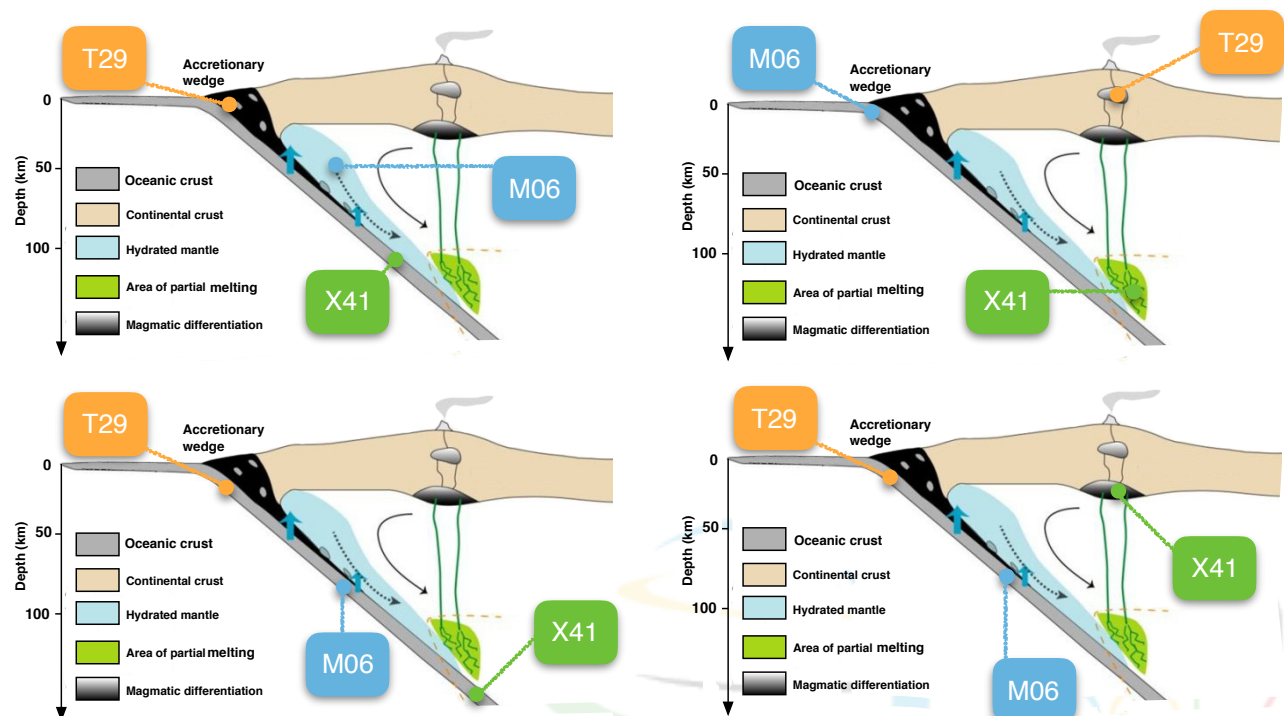 T29
Accretionary
wedge
0
50
100
Depth (km)
M06
X41
Oceanic crust
Continental crust
Hydrated mantle
Area of partial melting
Magmatic differentiation
M06
Accretionary
wedge
T29
0
50
100
Depth (km)
X41
Oceanic crust
Continental crust
Hydrated mantle
Area of partial melting
Magmatic differentiation
T29
Accretionary
wedge
0
50
100
Depth (km)
M06
X41
Oceanic crust
Continental crust
Hydrated mantle
Area of partial melting
Magmatic differentiation
T29
Accretionary
wedge
0
50
100
Depth (km)
X41
M06
Oceanic crust
Continental crust
Hydrated mantle
Area of partial melting
Magmatic differentiation